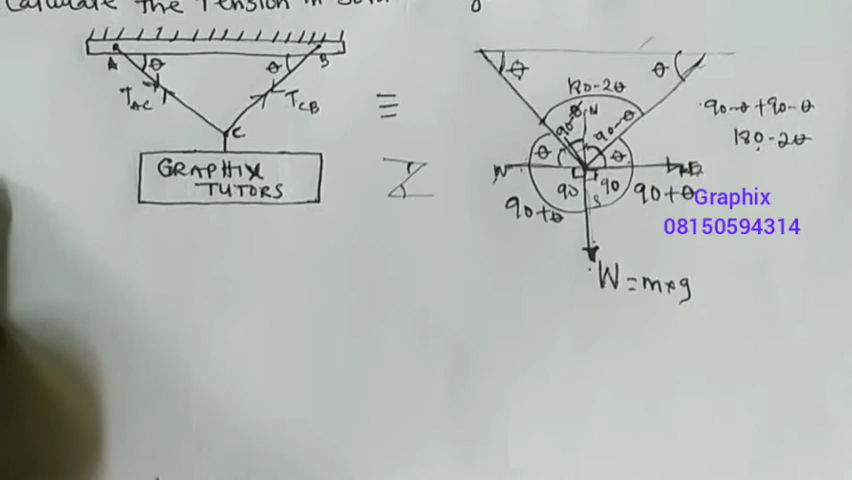 Calculate the Tension in
A θ θ B
T_AC T_CB
C
GRAPHIX
TUTORS
≡
θ θ
180-2θ
N
90-θ 90-θ
θ θ
W E
90 90
S
90+θ 90+θ
90-θ+90-θ
180-2θ
Graphix
08150594314
W=m×g